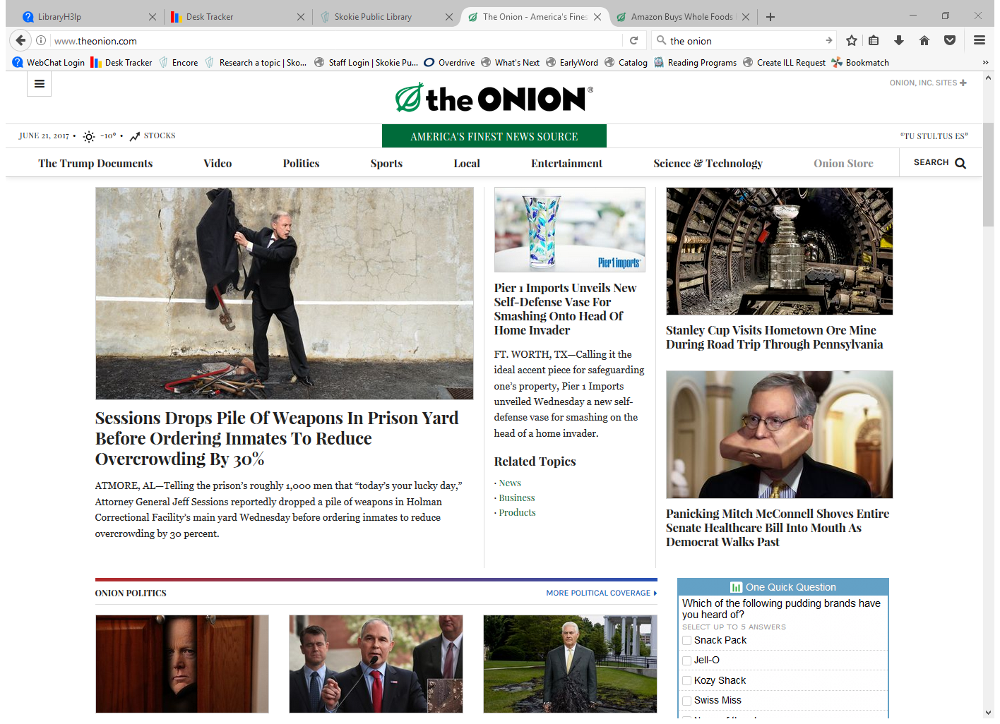 LibraryH3lp
Desk Tracker
Skokie Public Library
The Onion - America's Fines
Amazon Buys Whole Foods
www.theonion.com
the onion
WebChat Login
Desk Tracker
Encore
Research a topic | Sko...
Staff Login | Skokie Pu...
Overdrive
What's Next
EarlyWord
Catalog
Reading Programs
Create ILL Request
Bookmatch
ONION, INC. SITES
the ONION®
JUNE 21, 2017 •
-10° •
STOCKS
AMERICA'S FINEST NEWS SOURCE
“TU STULTUS ES”
The Trump Documents
Video
Politics
Sports
Local
Entertainment
Science & Technology
Onion Store
SEARCH
Sessions Drops Pile Of Weapons In Prison Yard
Before Ordering Inmates To Reduce
Overcrowding By 30%
ATMORE, AL—Telling the prison’s roughly 1,000 men that “today’s your lucky day,”
Attorney General Jeff Sessions reportedly dropped a pile of weapons in Holman
Correctional Facility’s main yard Wednesday before ordering inmates to reduce
overcrowding by 30 percent.
Pier 1 imports
Pier 1 Imports Unveils New
Self-Defense Vase For
Smashing Onto Head Of
Home Invader
FT. WORTH, TX—Calling it the
ideal accent piece for safeguarding
one’s property, Pier 1 Imports
unveiled Wednesday a new self-
defense vase for smashing on the
head of a home invader.
Related Topics
· News
· Business
· Products
Stanley Cup Visits Hometown Ore Mine
During Road Trip Through Pennsylvania
Panicking Mitch McConnell Shoves Entire
Senate Healthcare Bill Into Mouth As
Democrat Walks Past
ONION POLITICS
MORE POLITICAL COVERAGE
One Quick Question
Which of the following pudding brands have
you heard of?
SELECT UP TO 5 ANSWERS
Snack Pack
Jell-O
Kozy Shack
Swiss Miss